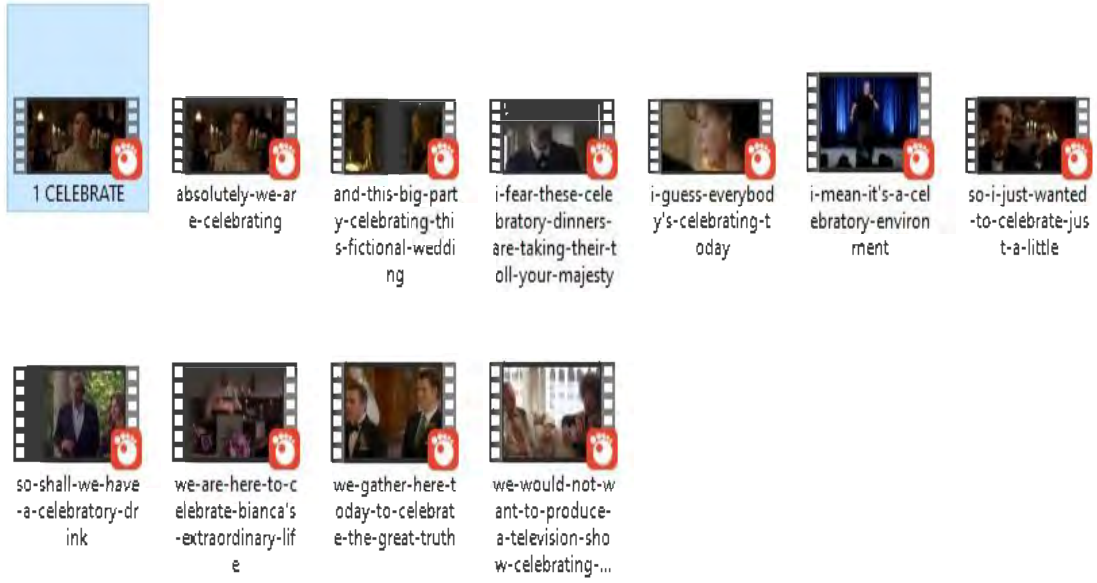 1 CELEBRATE
absolutely-we-ar
e-celebrating
and-this-big-part
y-celebrating-thi
s-fictional-weddi
ng
i-fear-these-cele
bratory-dinners-
are-taking-their-t
oll-your-majesty
i-guess-everybod
y's-celebrating-t
oday
i-mean-it's-a-cel
ebratory-environ
ment
so-i-just-wanted
-to-celebrate-jus
t-a-little
so-shall-we-have
-a-celebratory-dr
ink
we-are-here-to-c
elebrate-bianca's
-extraordinary-lif
e
we-gather-here-t
oday-to-celebrat
e-the-great-truth
we-would-not-w
ant-to-produce-
a-television-sho
w-celebrating-...